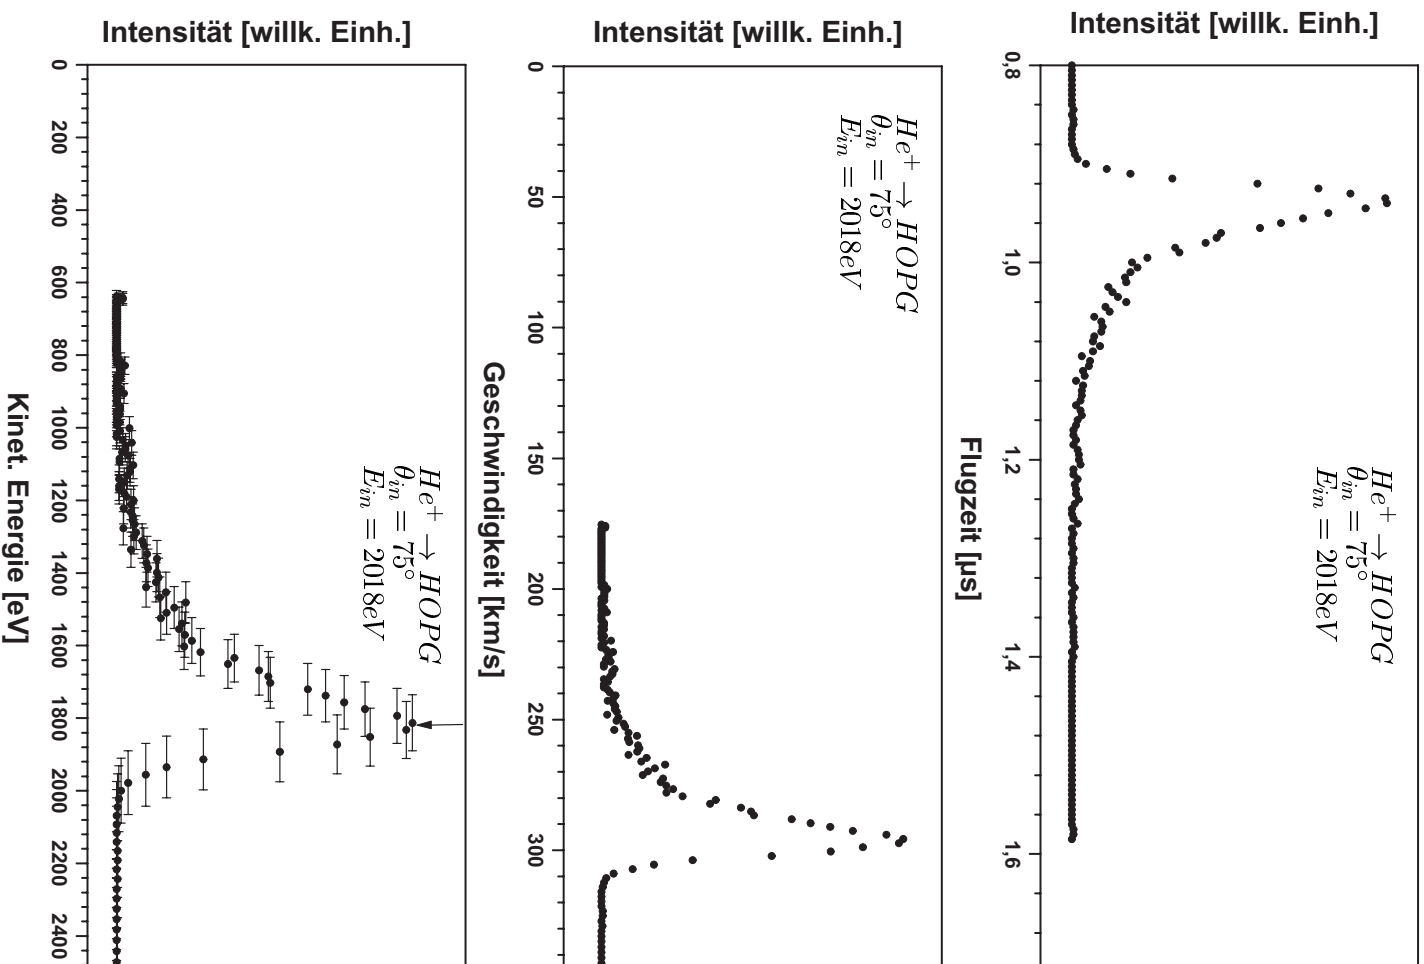 Intensität [willk. Einh.]
0,8
1,0
1,2
1,4
1,6
Flugzeit [µs]
He⁺ → HOPG
θin = 75°
Ein = 2018eV
Intensität [willk. Einh.]
0
50
100
150
200
250
300
Geschwindigkeit [km/s]
He⁺ → HOPG
θin = 75°
Ein = 2018eV
Intensität [willk. Einh.]
0
200
400
600
800
1000
1200
1400
1600
1800
2000
2200
2400
Kinet. Energie [eV]
He⁺ → HOPG
θin = 75°
Ein = 2018eV